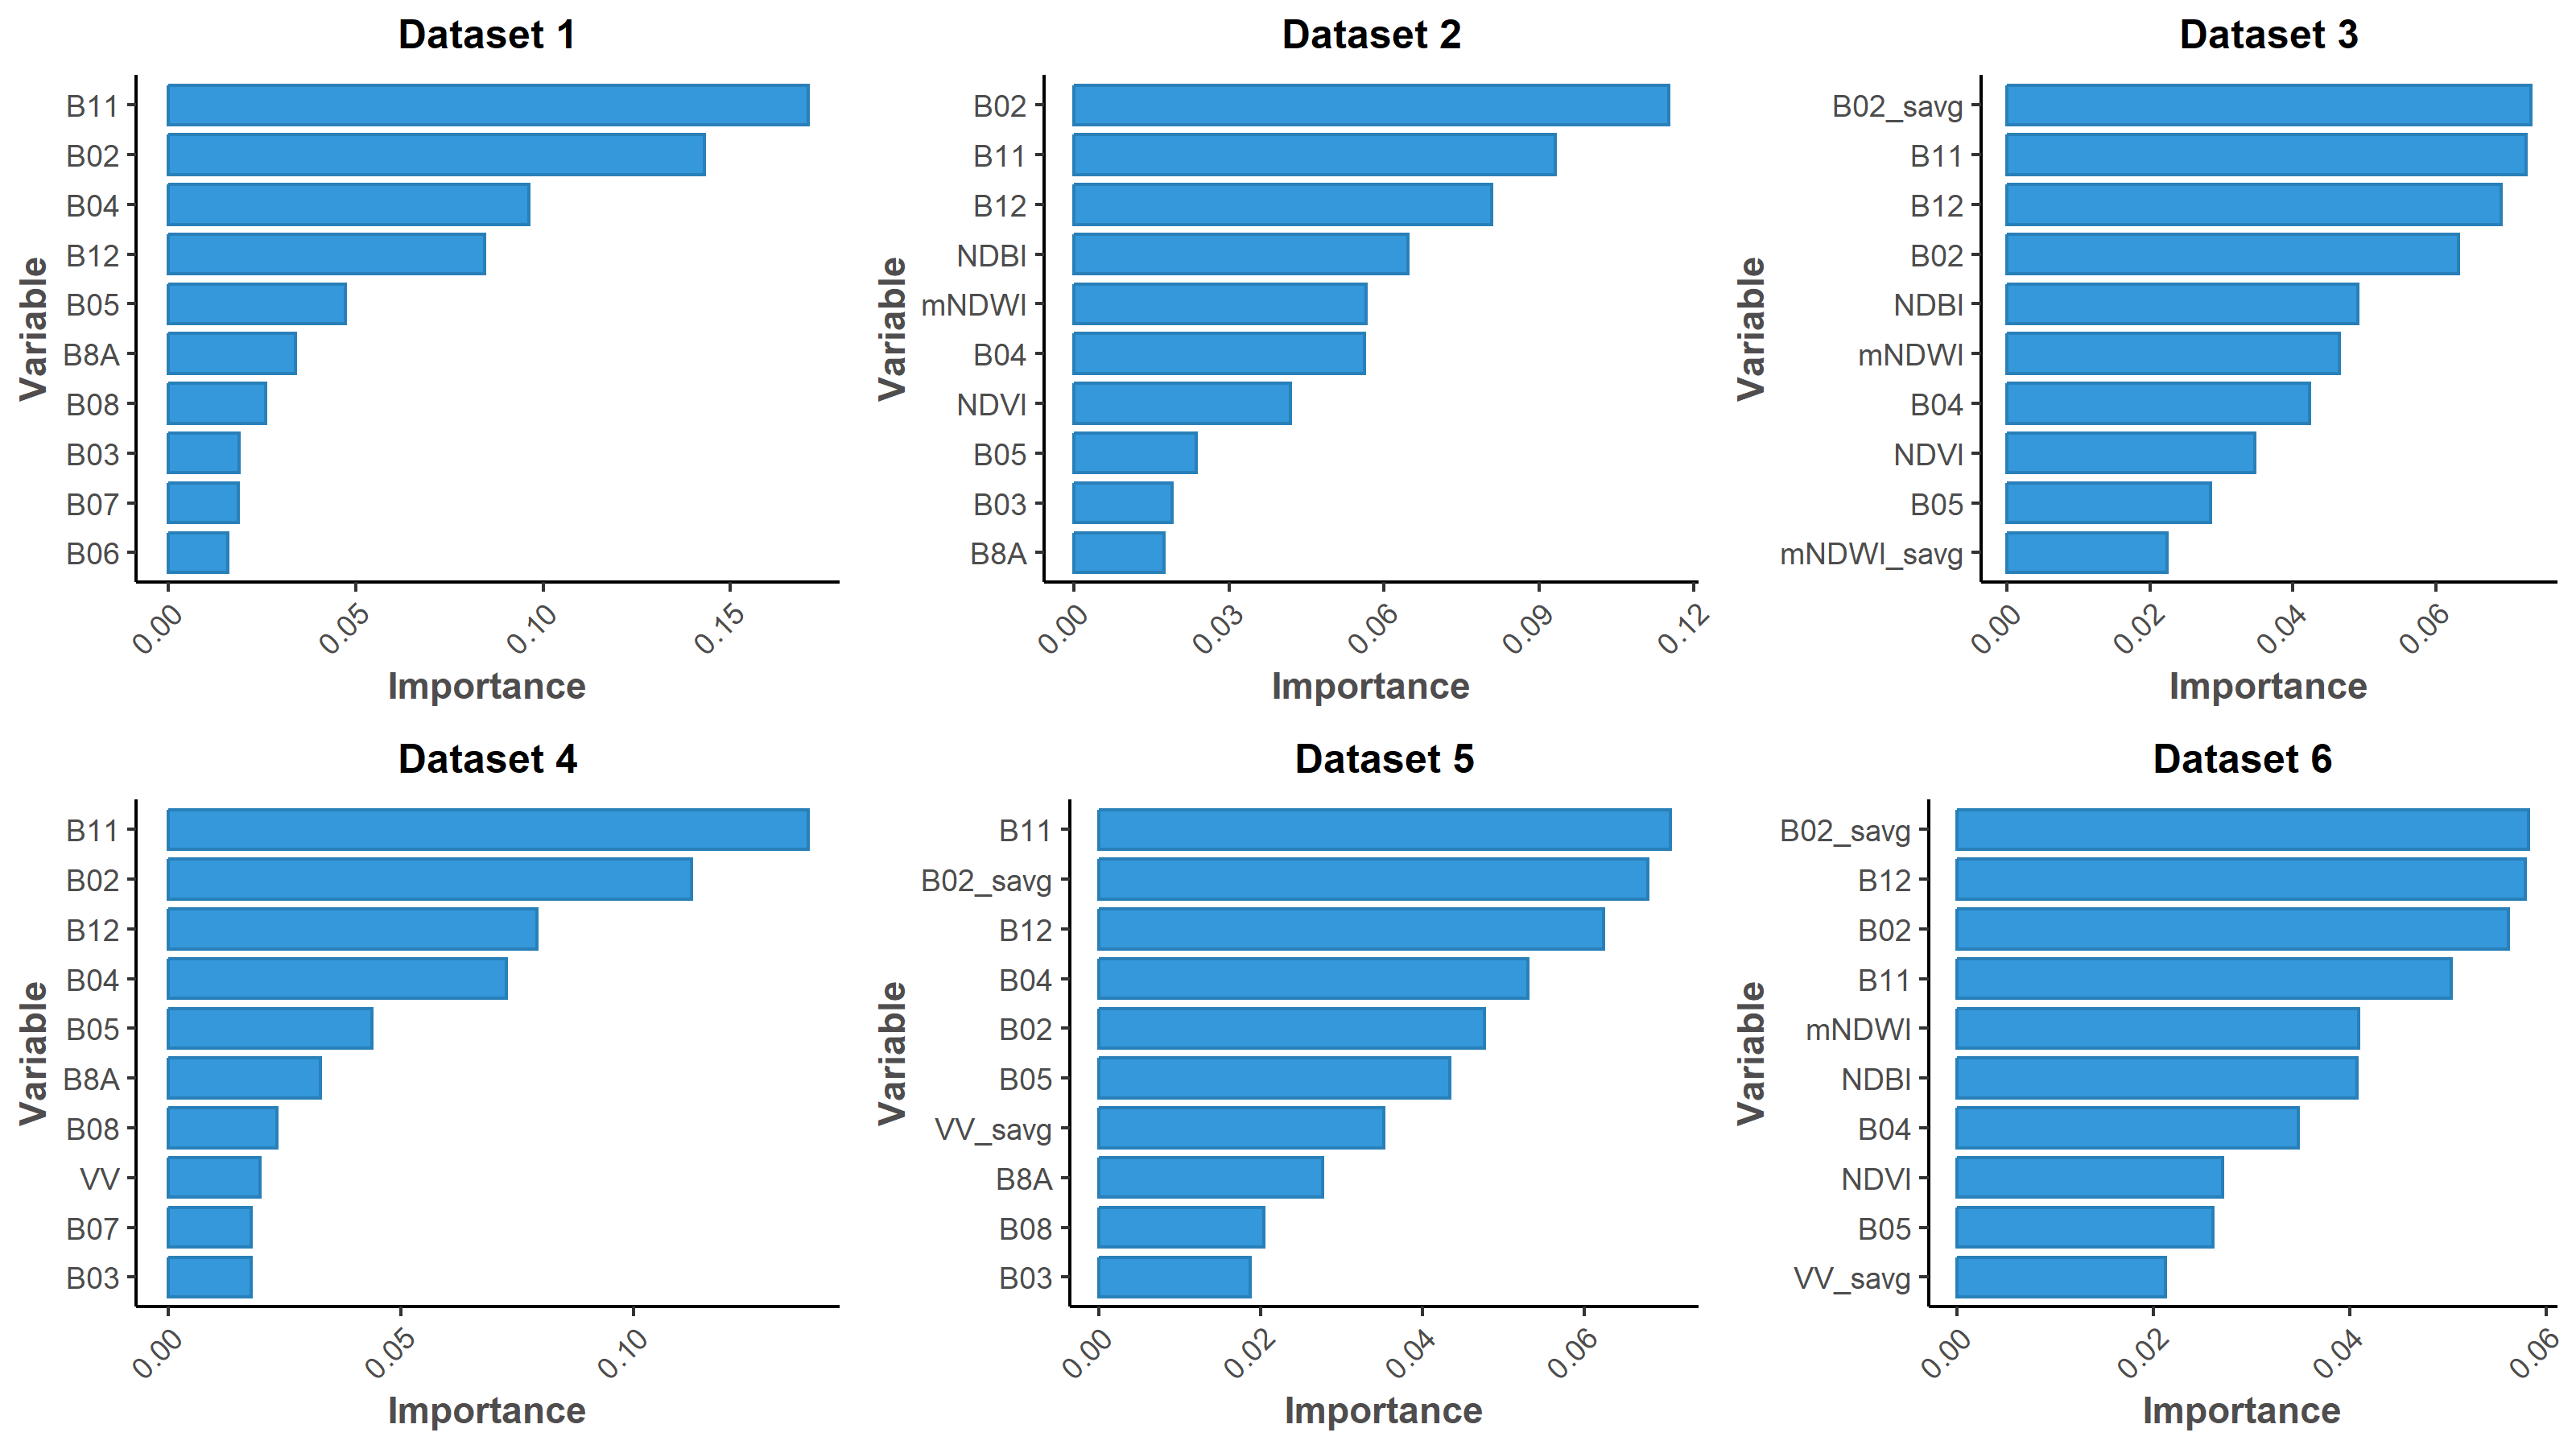 Dataset 1
Variable
B11
B02
B04
B12
B05
B8A
B08
B03
B07
B06
0.00
0.05
0.10
0.15
Importance
Dataset 2
Variable
B02
B11
B12
NDBI
mNDWI
B04
NDVI
B05
B03
B8A
0.00
0.03
0.06
0.09
0.12
Importance
Dataset 3
Variable
B02_savg
B11
B12
B02
NDBI
mNDWI
B04
NDVI
B05
mNDWI_savg
0.00
0.02
0.04
0.06
Importance
Dataset 4
Variable
B11
B02
B12
B04
B05
B8A
B08
VV
B07
B03
0.00
0.05
0.10
Importance
Dataset 5
Variable
B11
B02_savg
B12
B04
B02
B05
VV_savg
B8A
B08
B03
0.00
0.02
0.04
0.06
Importance
Dataset 6
Variable
B02_savg
B12
B02
B11
mNDWI
NDBI
B04
NDVI
B05
VV_savg
0.00
0.02
0.04
0.06
Importance